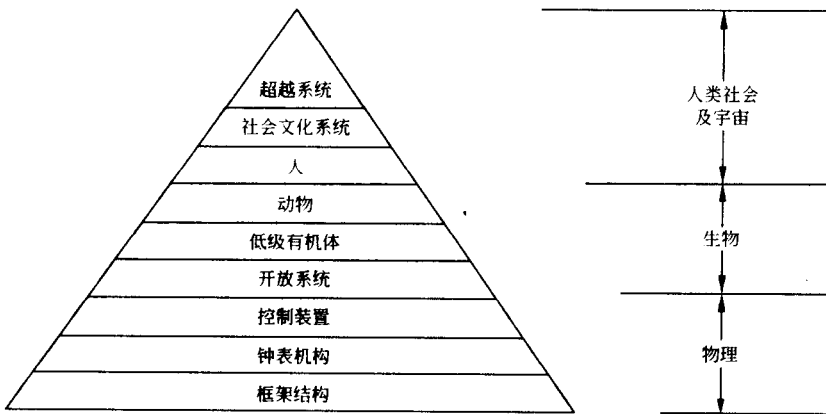 超越系统
社会文化系统
人
动物
低级有机体
开放系统
控制装置
钟表机构
框架结构
人类社会
及宇宙
生物
物理